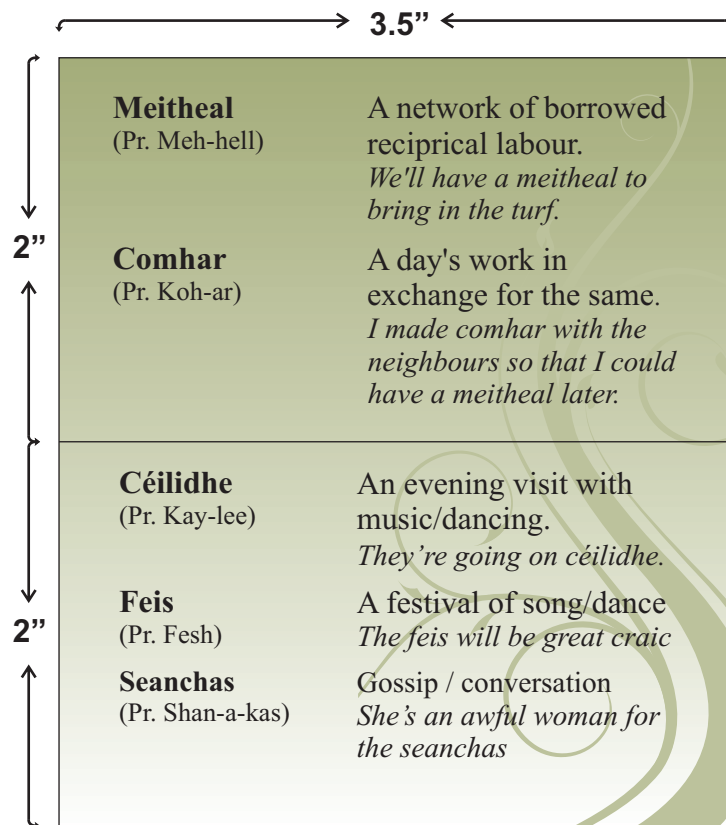 3.5”
Meitheal
(Pr. Meh-hell)
A network of borrowed
reciprical labour.
We'll have a meitheal to
bring in the turf.
2”
Comhar
(Pr. Koh-ar)
A day's work in
exchange for the same.
I made comhar with the
neighbours so that I could
have a meitheal later.
Céilidhe
(Pr. Kay-lee)
An evening visit with
music/dancing.
They’re going on céilidhe.
2”
Feis
(Pr. Fesh)
A festival of song/dance
The feis will be great craic
Seanchas
(Pr. Shan-a-kas)
Gossip / conversation
She’s an awful woman for
the seanchas